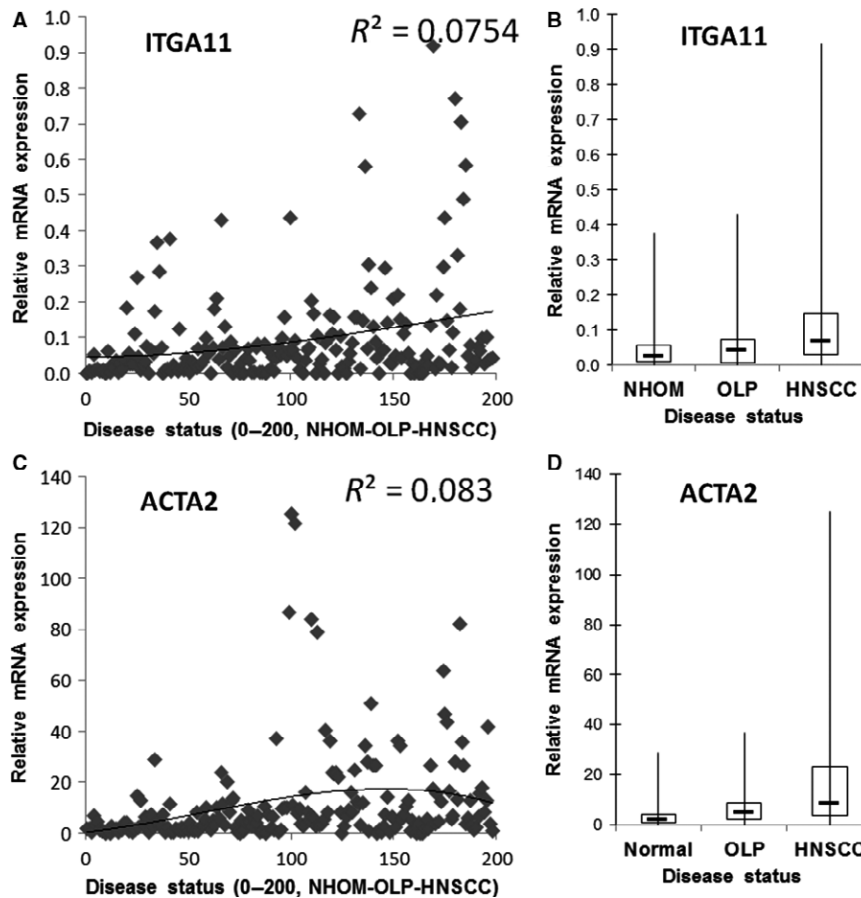 A
ITGA11
R² = 0.0754
Relative mRNA expression
1.0
0.9
0.8
0.7
0.6
0.5
0.4
0.3
0.2
0.1
0.0
0 50 100 150 200
Disease status (0–200, NHOM-OLP-HNSCC)
B
ITGA11
Relative mRNA expression
1.0
0.9
0.8
0.7
0.6
0.5
0.4
0.3
0.2
0.1
0.0
NHOM OLP HNSCC
Disease status
C
ACTA2
R² = 0.083
Relative mRNA expression
140
120
100
80
60
40
20
0
0 50 100 150 200
Disease status (0–200, NHOM-OLP-HNSCC)
D
ACTA2
Relative mRNA expression
140
120
100
80
60
40
20
0
Normal OLP HNSCC
Disease status